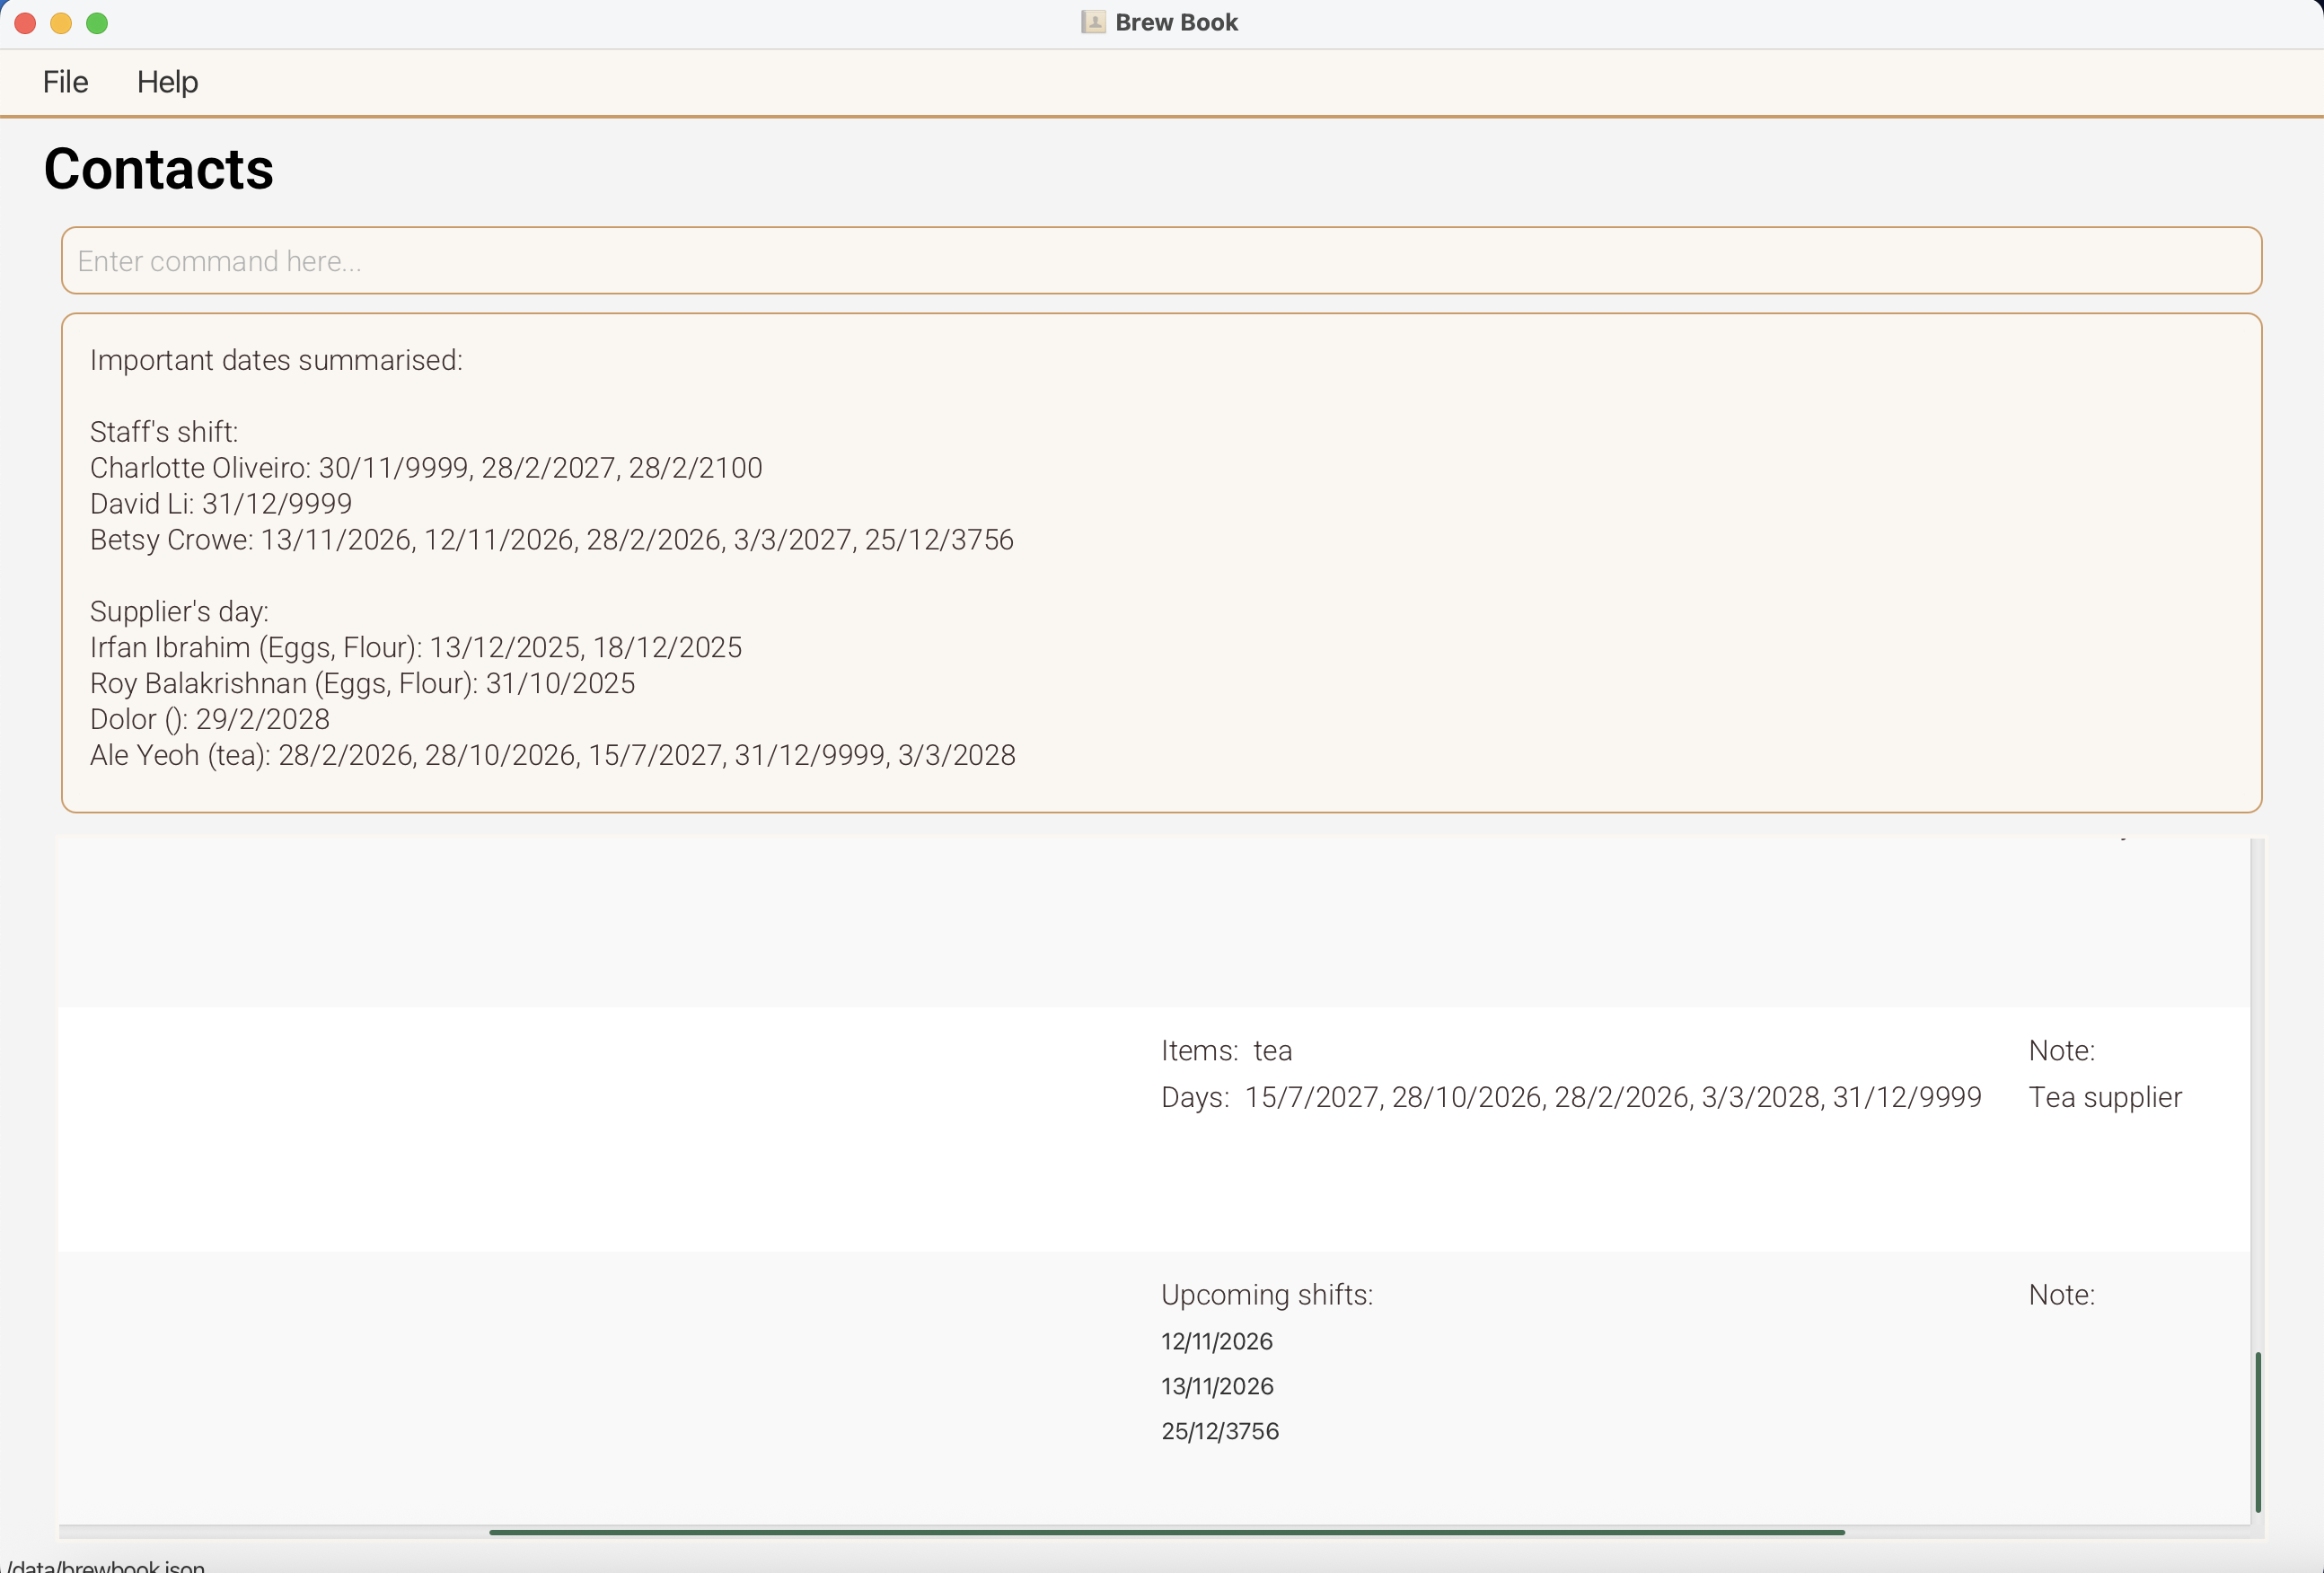 Brew Book
File Help
Contacts
Enter command here...
Important dates summarised:
Staff's shift:
Charlotte Oliveiro: 30/11/9999, 28/2/2027, 28/2/2100
David Li: 31/12/9999
Betsy Crowe: 13/11/2026, 12/11/2026, 28/2/2026, 3/3/2027, 25/12/3756
Supplier's day:
Irfan Ibrahim (Eggs, Flour): 13/12/2025, 18/12/2025
Roy Balakrishnan (Eggs, Flour): 31/10/2025
Dolor (): 29/2/2028
Ale Yeoh (tea): 28/2/2026, 28/10/2026, 15/7/2027, 31/12/9999, 3/3/2028
Items: tea Note:
Days: 15/7/2027, 28/10/2026, 28/2/2026, 3/3/2028, 31/12/9999 Tea supplier
Upcoming shifts: Note:
12/11/2026
13/11/2026
25/12/3756
/data/brewbook.json